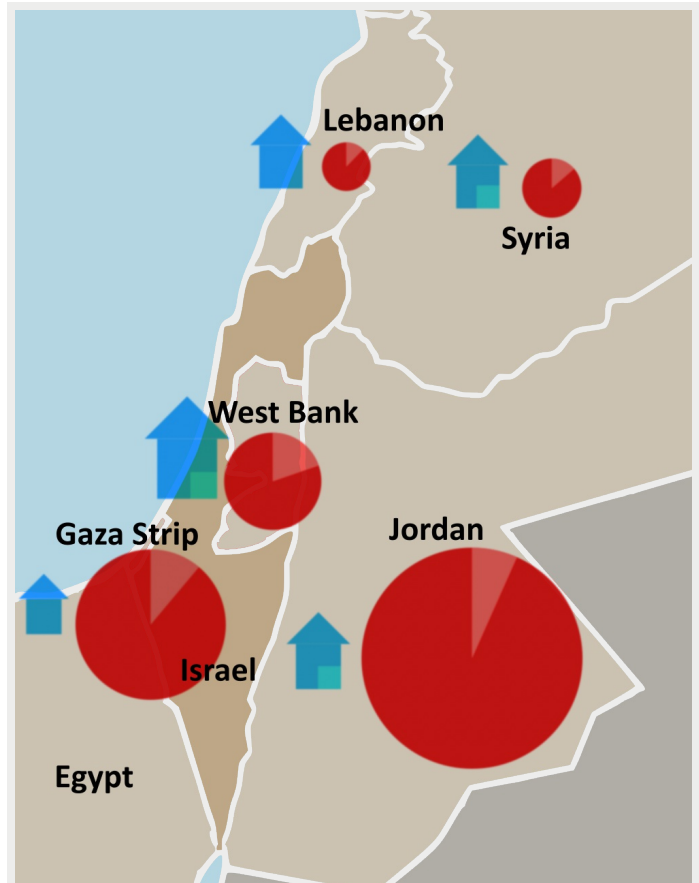 Lebanon
Syria
West Bank
Gaza Strip
Jordan
Israel
Egypt